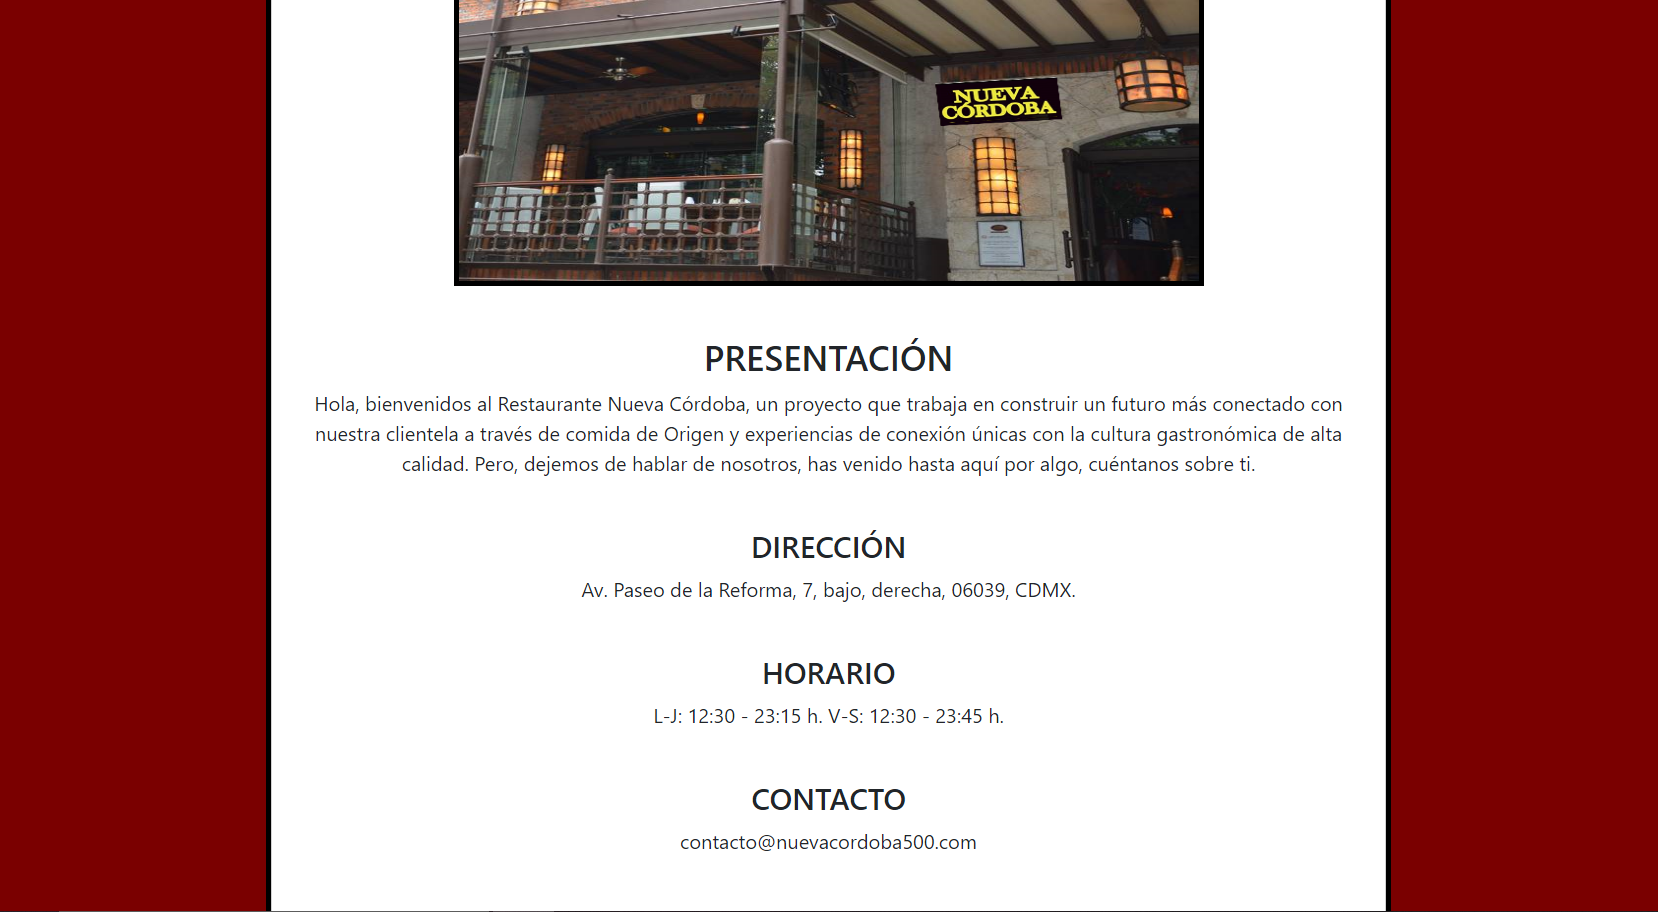 NUEVA
CÓRDOBA
PRESENTACIÓN
Hola, bienvenidos al Restaurante Nueva Córdoba, un proyecto que trabaja en construir un futuro más conectado con
nuestra clientela a través de comida de Origen y experiencias de conexión únicas con la cultura gastronómica de alta
calidad. Pero, dejemos de hablar de nosotros, has venido hasta aquí por algo, cuéntanos sobre ti.
DIRECCIÓN
Av. Paseo de la Reforma, 7, bajo, derecha, 06039, CDMX.
HORARIO
L-J: 12:30 - 23:15 h. V-S: 12:30 - 23:45 h.
CONTACTO
contacto@nuevacordoba500.com